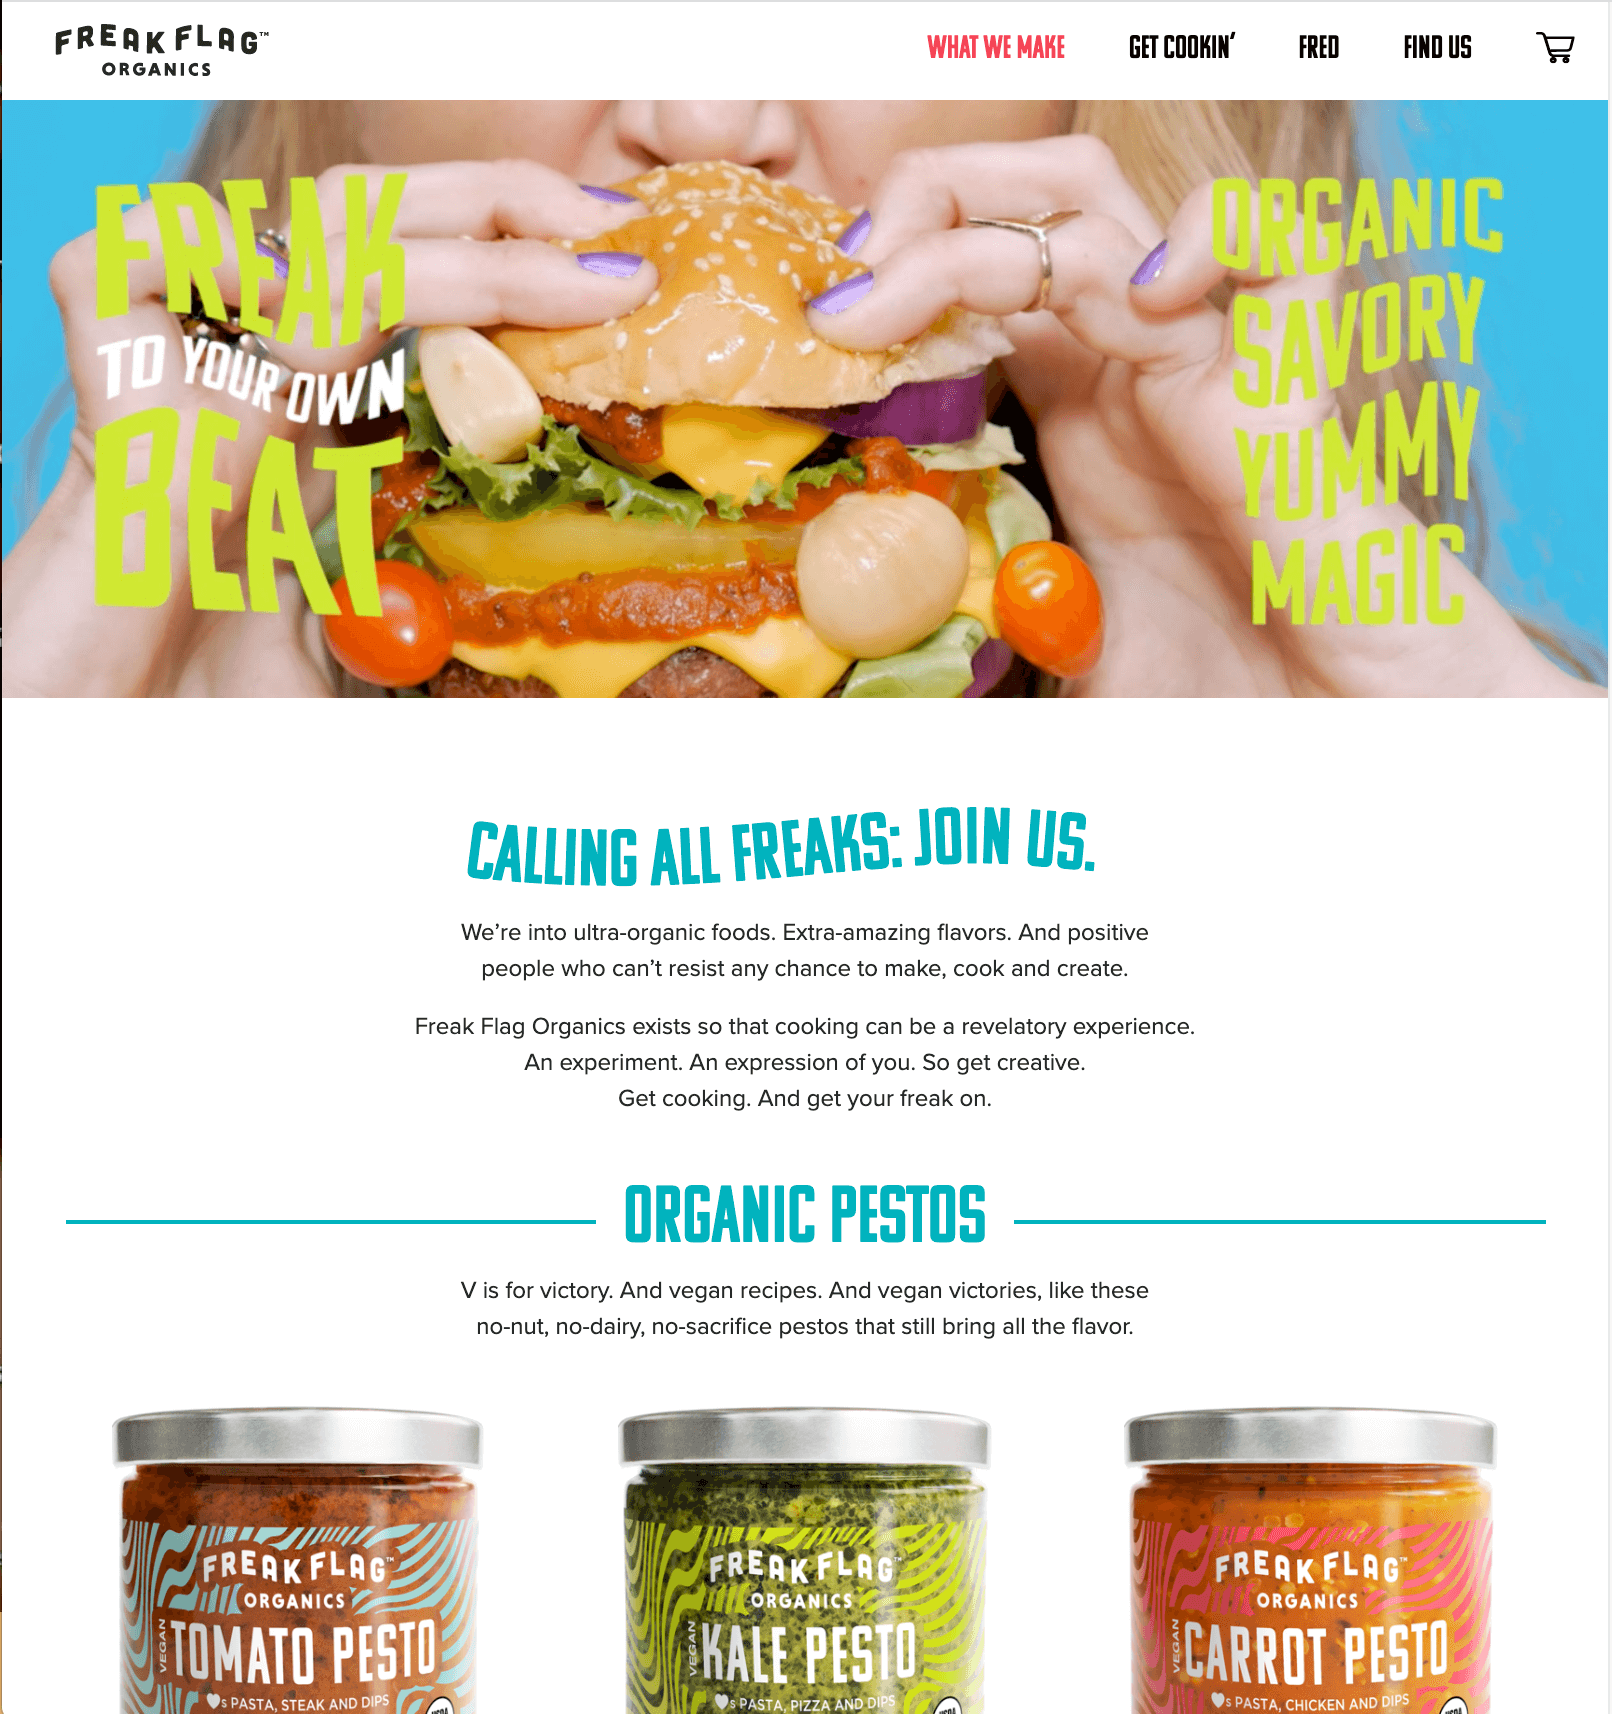 FREAK FLAG™
ORGANICS
WHAT WE MAKE
GET COOKIN’
FRED
FIND US
FREAK
TO YOUR OWN
BEAT
ORGANIC
SAVORY
YUMMY
MAGIC
CALLING ALL FREAKS: JOIN US.
We’re into ultra-organic foods. Extra-amazing flavors. And positive
people who can’t resist any chance to make, cook and create.
Freak Flag Organics exists so that cooking can be a revelatory experience.
An experiment. An expression of you. So get creative.
Get cooking. And get your freak on.
ORGANIC PESTOS
V is for victory. And vegan recipes. And vegan victories, like these
no-nut, no-dairy, no-sacrifice pestos that still bring all the flavor.
FREAK FLAG™
ORGANICS
VEGAN
TOMATO PESTO
♥s PASTA, STEAK AND DIPS
USDA
FREAK FLAG™
ORGANICS
VEGAN
KALE PESTO
♥s PASTA, PIZZA AND DIPS
USDA
FREAK FLAG™
ORGANICS
VEGAN
CARROT PESTO
♥s PASTA, CHICKEN AND DIPS
USDA